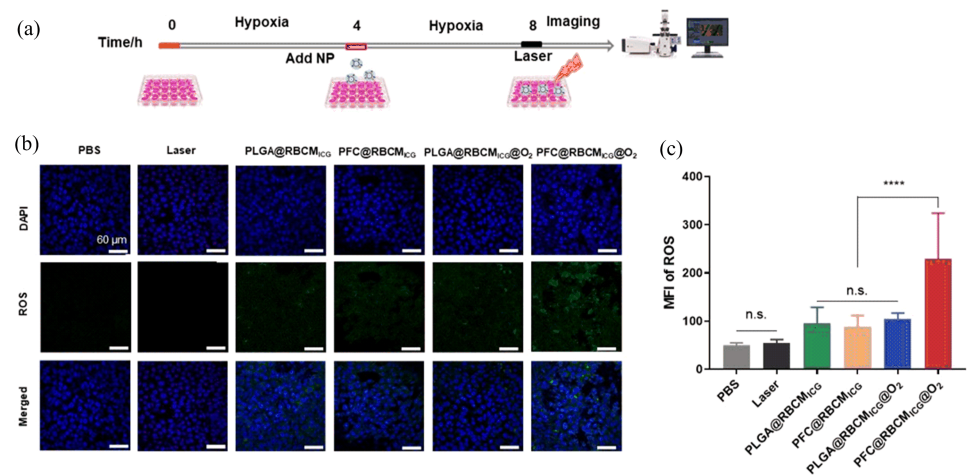 (a)
0 Hypoxia 4 Hypoxia 8 Imaging
Time/h
Add NP
Laser
(b)
PBS Laser PLGA@RBCM_ICG PFC@RBCM_ICG PLGA@RBCM_ICG@O₂ PFC@RBCM_ICG@O₂
DAPI
60 μm
ROS
Merged
(c)
400
300
200
100
0
MFI of ROS
n.s.
n.s.
****
PBS
Laser
PLGA@RBCM_ICG
PFC@RBCM_ICG
PLGA@RBCM_ICG@O₂
PFC@RBCM_ICG@O₂